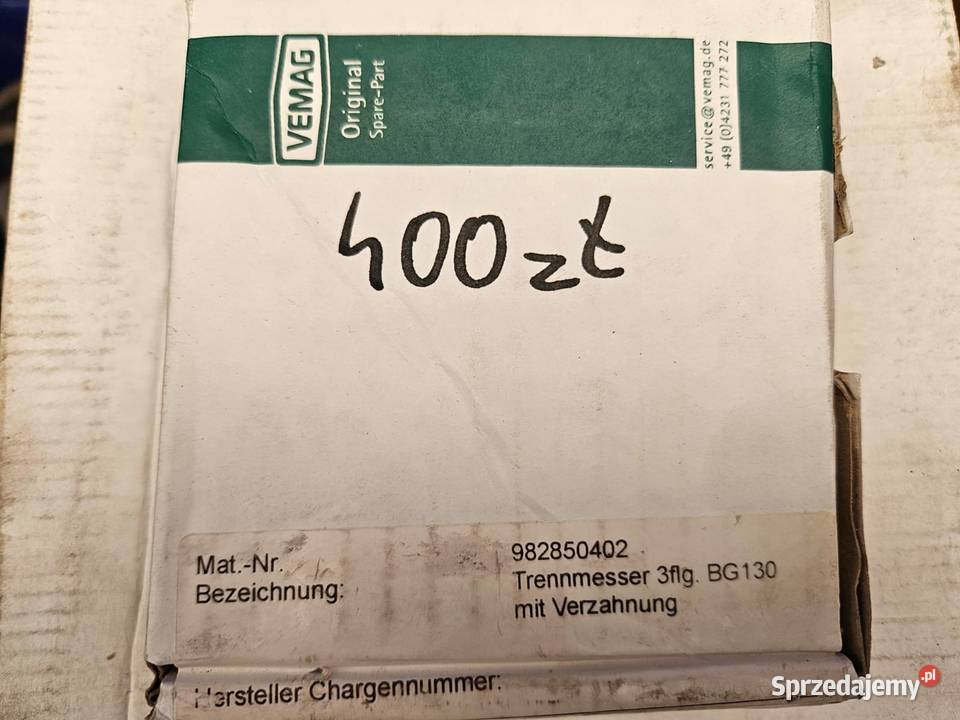 VEMAG
Original
Spare-Part
service@vemag.de
+49 (0)4231 777 272
400 zł
Mat.-Nr. 982850402
Bezeichnung: Trennmesser 3flg. BG130
mit Verzahnung
Hersteller Chargennummer:
Sprzedajemy.pl